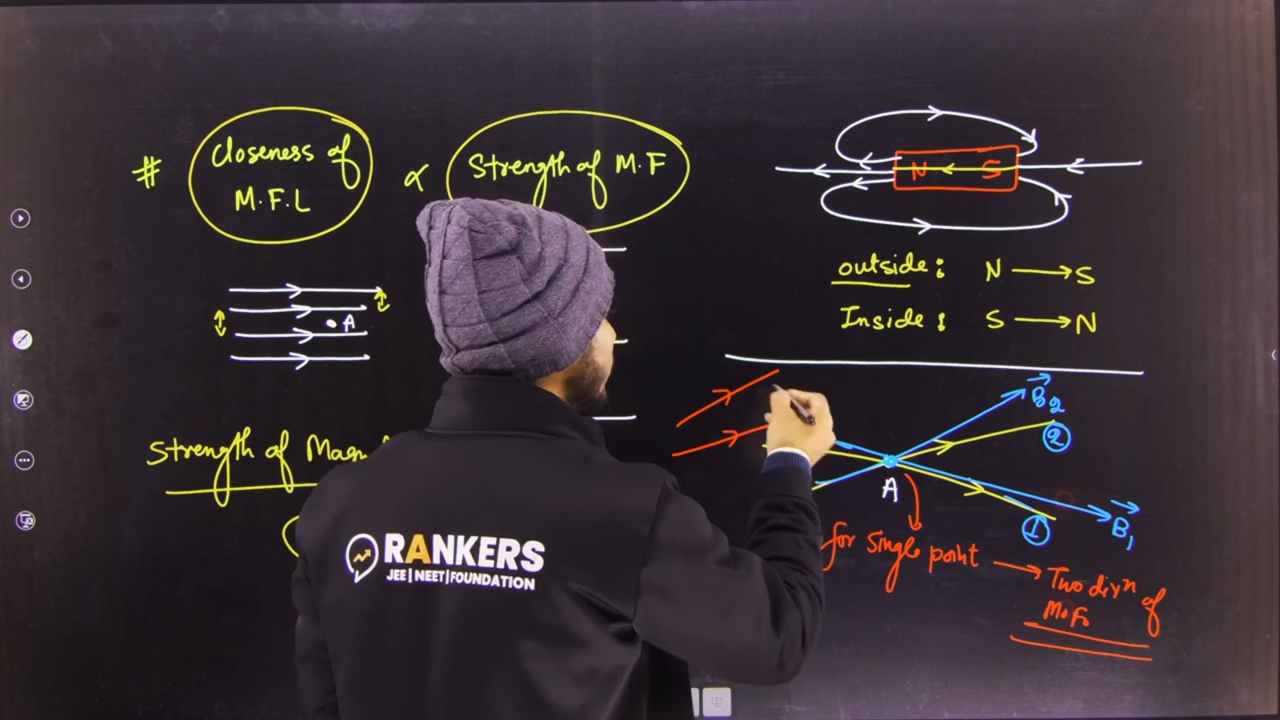 # Closeness of M.F.L ∝ Strength of M.F
A
Strength of Magn
N S
outside: N → S
Inside: S → N
B2
2
A
1
B1
for single point → Two dirn of
M.F.
RANKERS
JEE|NEET|FOUNDATION